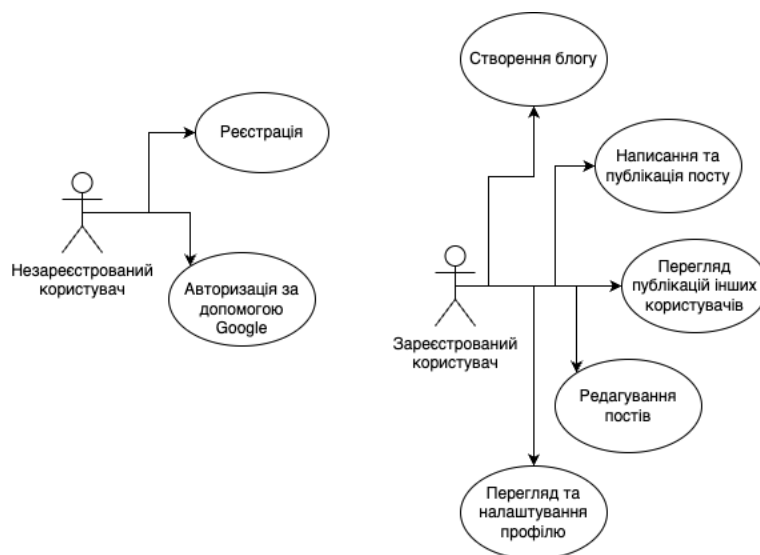 Створення блогу
Реєстрація
Написання та
публікація посту
Незареєстрований
користувач
Авторизація за
допомогою
Google
Перегляд
публікацій інших
користувачів
Зареєстрований
користувач
Редагування
постів
Перегляд та
налаштування
профілю